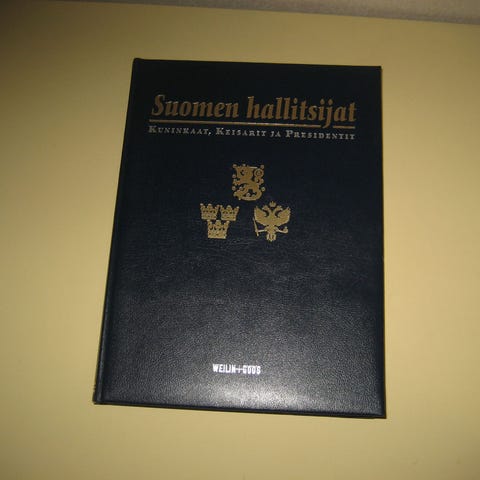 Suomen hallitsijat
KUNINKAAT, KEISARIT JA PRESIDENTIT
WEILIN+GÖÖS